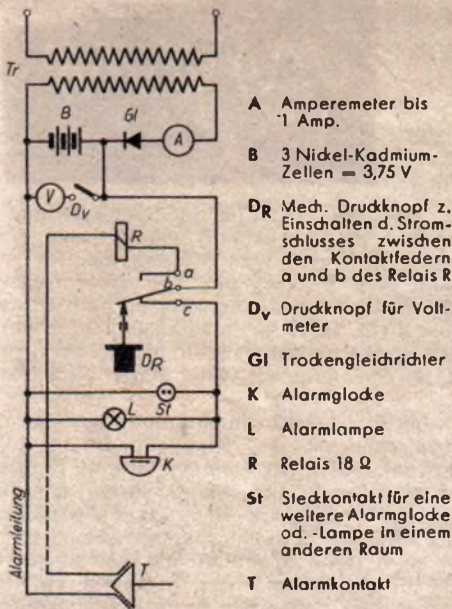 Tr
B
Gl
A
V
Dv
R
a
b
c
DR
St
L
K
Alarmleitung
T
A Amperemeter bis
1 Amp.
B 3 Nickel-Kadmium-
Zellen = 3,75 V
DR Mech. Druckknopf z.
Einschalten d. Strom-
schlusses zwischen
den Kontaktfedern
a und b des Relais R
Dv Druckknopf für Volt-
meter
Gl Trockengleichrichter
K Alarmglocke
L Alarmlampe
R Relais 18 Ω
St Steckkontakt für eine
weitere Alarmglocke
od. -Lampe in einem
anderen Raum
T Alarmkontakt